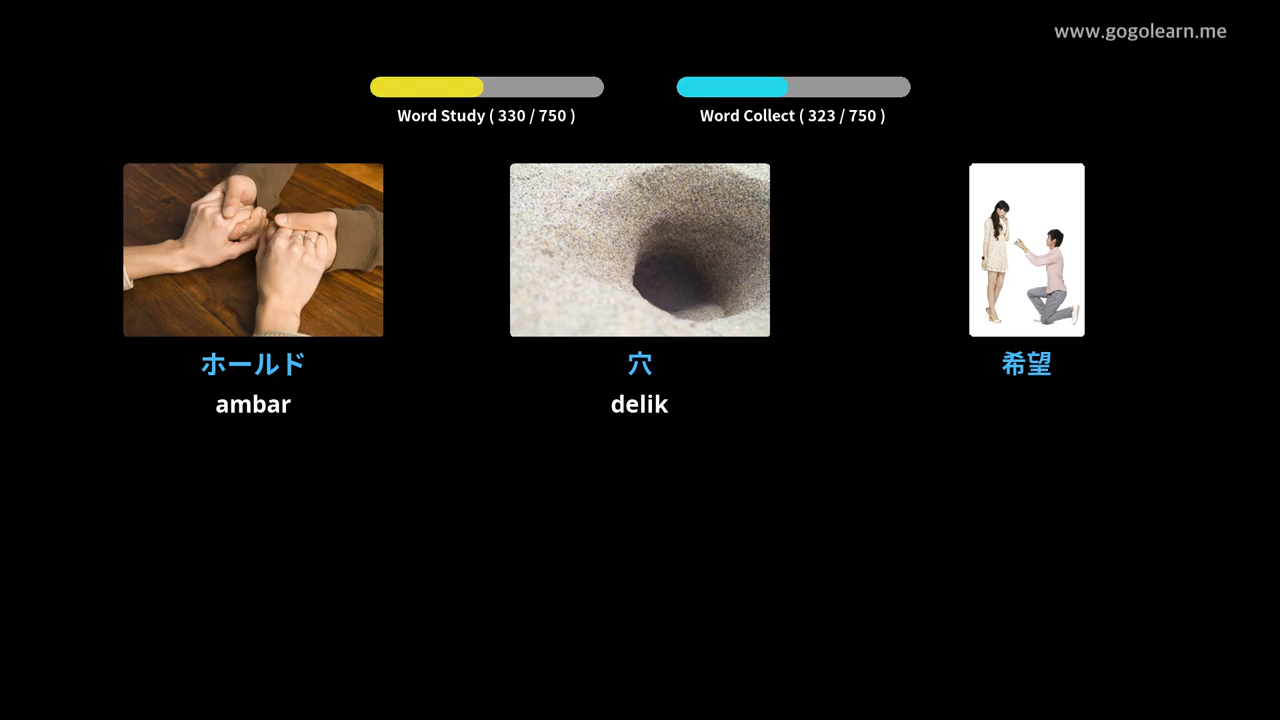 www.gogolearn.me
Word Study ( 330 / 750 )
Word Collect ( 323 / 750 )
ホールド
穴
希望
ambar
delik